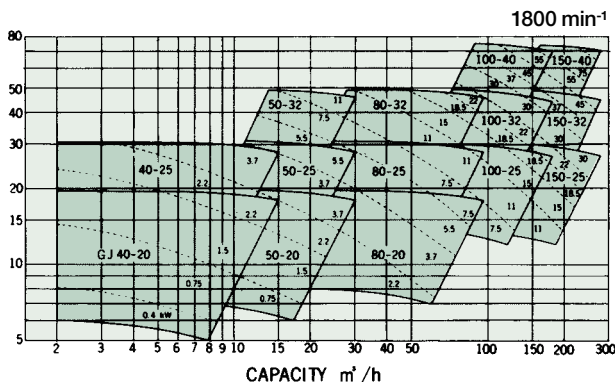 1800 min⁻¹
80
100-40 55 150-40 75
37 45 55
30
60
50
50-32 11 80-32 22 100-32 30 37 150-32 45
40
7.5 15 18.5 22 30
5.5 11 18.5
30
40-25 3.7 50-25 5.5 80-25 11 100-25 18.5 22 30
2.2 3.7 7.5 15 150-25 18.5
20
2.2 3.7 7.5 11 15
15
5.5 7.5 11
GJ 40-20 1.5 50-20 2.2 80-20 3.7
10
0.75 1.5 2.2
0.4 kW 0.75
5
2 3 4 5 6 7 8 9 10 15 20 30 100 150 200 300
CAPACITY m³/h